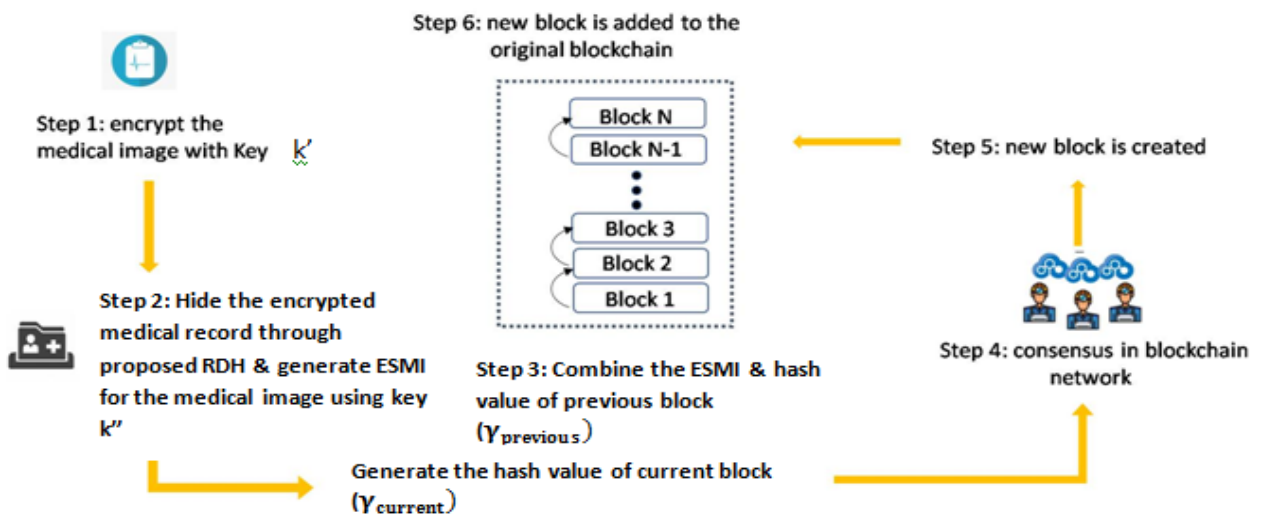 Step 1: encrypt the
medical image with Key k′
Step 2: Hide the encrypted
medical record through
proposed RDH & generate ESMI
for the medical image using key
k″
Step 3: Combine the ESMI & hash
value of previous block
(γprevious)
Generate the hash value of current block
(γcurrent)
Step 4: consensus in blockchain
network
Step 5: new block is created
Step 6: new block is added to the
original blockchain
Block N
Block N-1
Block 3
Block 2
Block 1